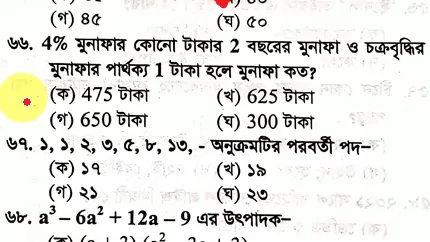 (গ) ৪৫ (ঘ) ৫০
৬৬. 4% মুনাফার কোনো টাকার 2 বছরের মুনাফা ও চক্রবৃদ্ধির
মুনাফার পার্থক্য 1 টাকা হলে মুনাফা কত?
(ক) 475 টাকা (খ) 625 টাকা
(গ) 650 টাকা (ঘ) 300 টাকা
৬৭. ১, ১, ২, ৩, ৫, ৮, ১৩, - অনুক্রমটির পরবর্তী পদ–
(ক) ১৭ (খ) ১৯
(গ) ২১ (ঘ) ২৩
৬৮. a³ – 6a² + 12a – 9 এর উৎপাদক–